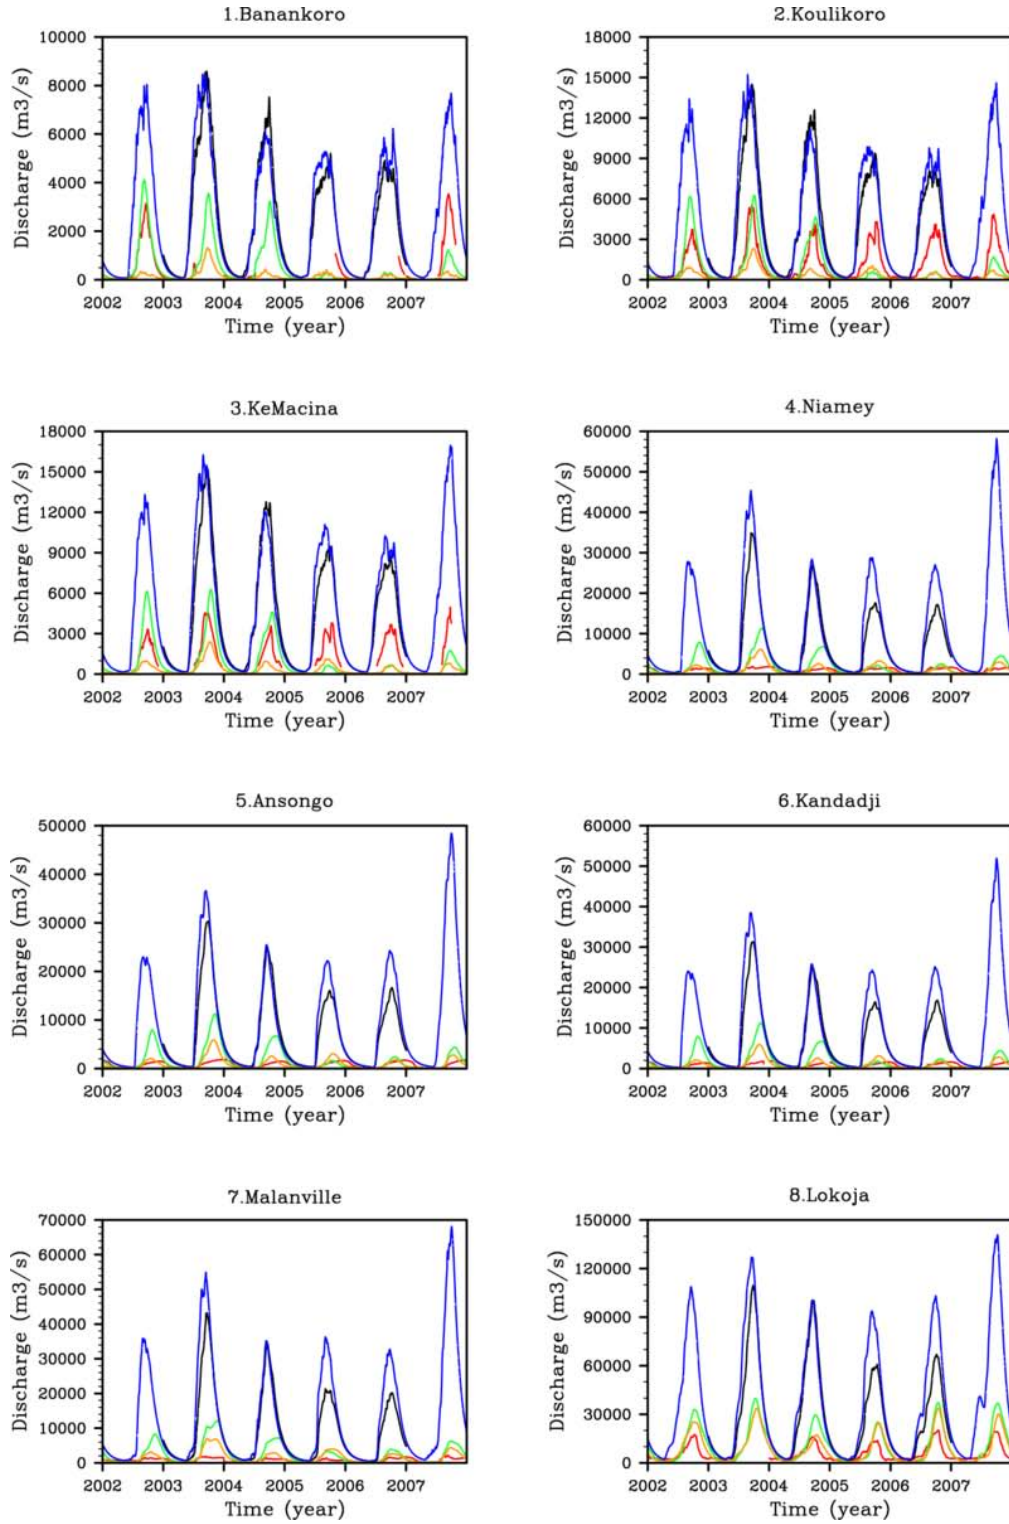 1.Banankoro
10000
8000
6000
4000
2000
0
Discharge (m3/s)
2002 2003 2004 2005 2006 2007
Time (year)
2.Koulikoro
18000
15000
12000
9000
6000
3000
0
Discharge (m3/s)
2002 2003 2004 2005 2006 2007
Time (year)
3.KeMacina
18000
15000
12000
9000
6000
3000
0
Discharge (m3/s)
2002 2003 2004 2005 2006 2007
Time (year)
4.Niamey
60000
50000
40000
30000
20000
10000
0
Discharge (m3/s)
2002 2003 2004 2005 2006 2007
Time (year)
5.Ansongo
50000
40000
30000
20000
10000
0
Discharge (m3/s)
2002 2003 2004 2005 2006 2007
Time (year)
6.Kandadji
60000
50000
40000
30000
20000
10000
0
Discharge (m3/s)
2002 2003 2004 2005 2006 2007
Time (year)
7.Malanville
70000
60000
50000
40000
30000
20000
10000
0
Discharge (m3/s)
2002 2003 2004 2005 2006 2007
Time (year)
8.Lokoja
150000
120000
90000
60000
30000
0
Discharge (m3/s)
2002 2003 2004 2005 2006 2007
Time (year)